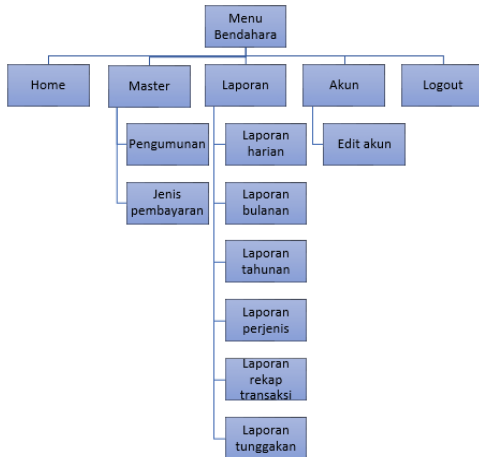 Menu
Bendahara
Home
Master
Laporan
Akun
Logout
Pengumunan
Laporan
harian
Edit akun
Jenis
pembayaran
Laporan
bulanan
Laporan
tahunan
Laporan
perjenis
Laporan
rekap
transaksi
Laporan
tunggakan